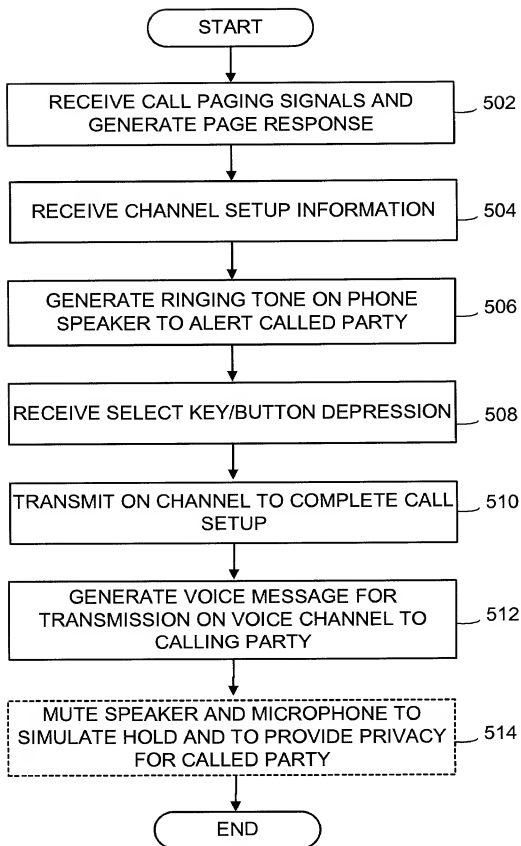 START
RECEIVE CALL PAGING SIGNALS AND
GENERATE PAGE RESPONSE
502
RECEIVE CHANNEL SETUP INFORMATION
504
GENERATE RINGING TONE ON PHONE
SPEAKER TO ALERT CALLED PARTY
506
RECEIVE SELECT KEY/BUTTON DEPRESSION
508
TRANSMIT ON CHANNEL TO COMPLETE CALL
SETUP
510
GENERATE VOICE MESSAGE FOR
TRANSMISSION ON VOICE CHANNEL TO
CALLING PARTY
512
MUTE SPEAKER AND MICROPHONE TO
SIMULATE HOLD AND TO PROVIDE PRIVACY
FOR CALLED PARTY
514
END